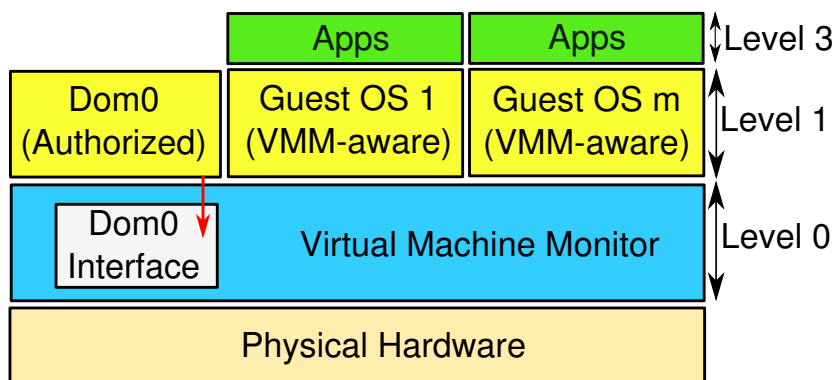 Apps
Apps
Level 3
Dom0
(Authorized)
Guest OS 1
(VMM-aware)
Guest OS m
(VMM-aware)
Level 1
Dom0
Interface
Virtual Machine Monitor
Level 0
Physical Hardware